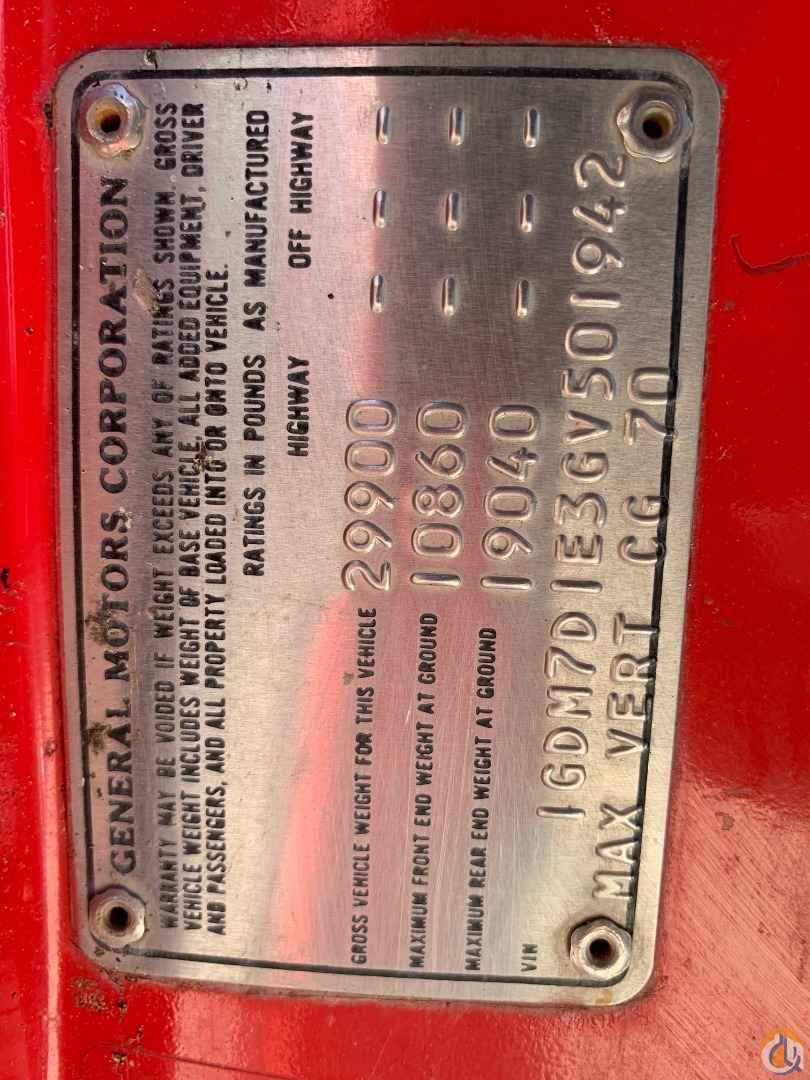 GENERAL MOTORS CORPORATION
WARRANTY MAY BE VOIDED IF WEIGHT EXCEEDS ANY OF RATINGS SHOWN. GROSS
VEHICLE WEIGHT INCLUDES WEIGHT OF BASE VEHICLE, ALL ADDED EQUIPMENT, DRIVER
AND PASSENGERS, AND ALL PROPERTY LOADED INTO OR ONTO VEHICLE.
RATINGS IN POUNDS AS MANUFACTURED
HIGHWAY OFF HIGHWAY
GROSS VEHICLE WEIGHT FOR THIS VEHICLE 29900 - - -
MAXIMUM FRONT END WEIGHT AT GROUND 10860 - - -
MAXIMUM REAR END WEIGHT AT GROUND 19040 - - -
VIN 1GDM7D1E3GV501942
MAX VERT CG 70